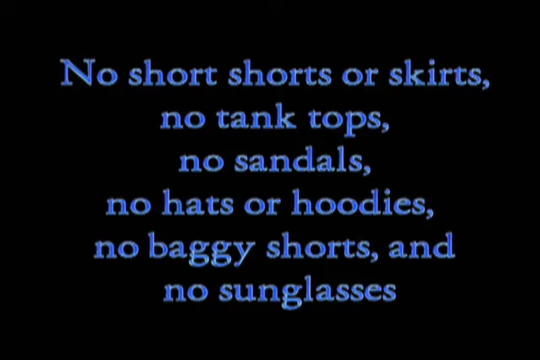 No short shorts or skirts,
no tank tops,
no sandals,
no hats or hoodies,
no baggy shorts, and
no sunglasses